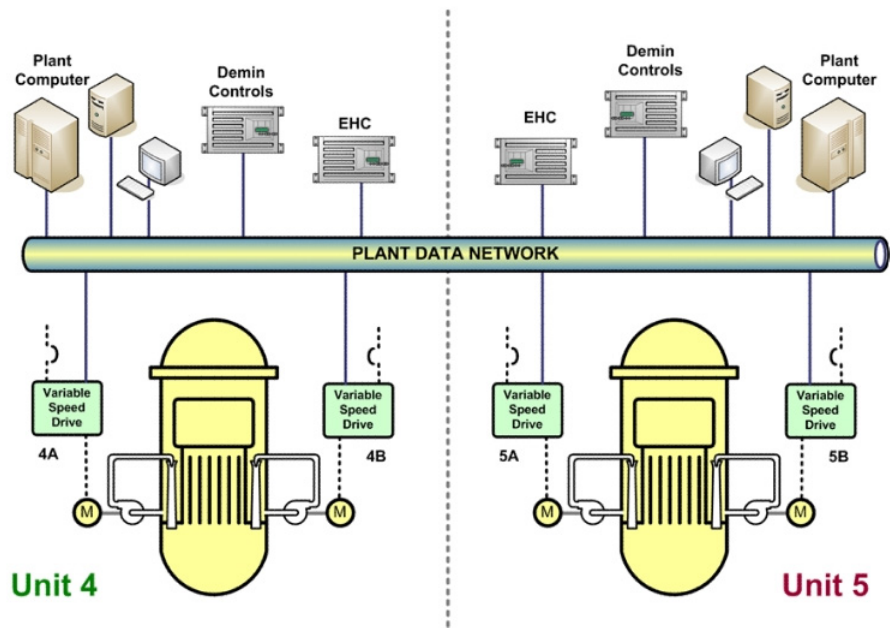 Plant
Computer
Demin
Controls
EHC
EHC
Demin
Controls
Plant
Computer
PLANT DATA NETWORK
Variable
Speed
Drive
4A
Variable
Speed
Drive
4B
Variable
Speed
Drive
5A
Variable
Speed
Drive
5B
M
M
M
M
Unit 4
Unit 5